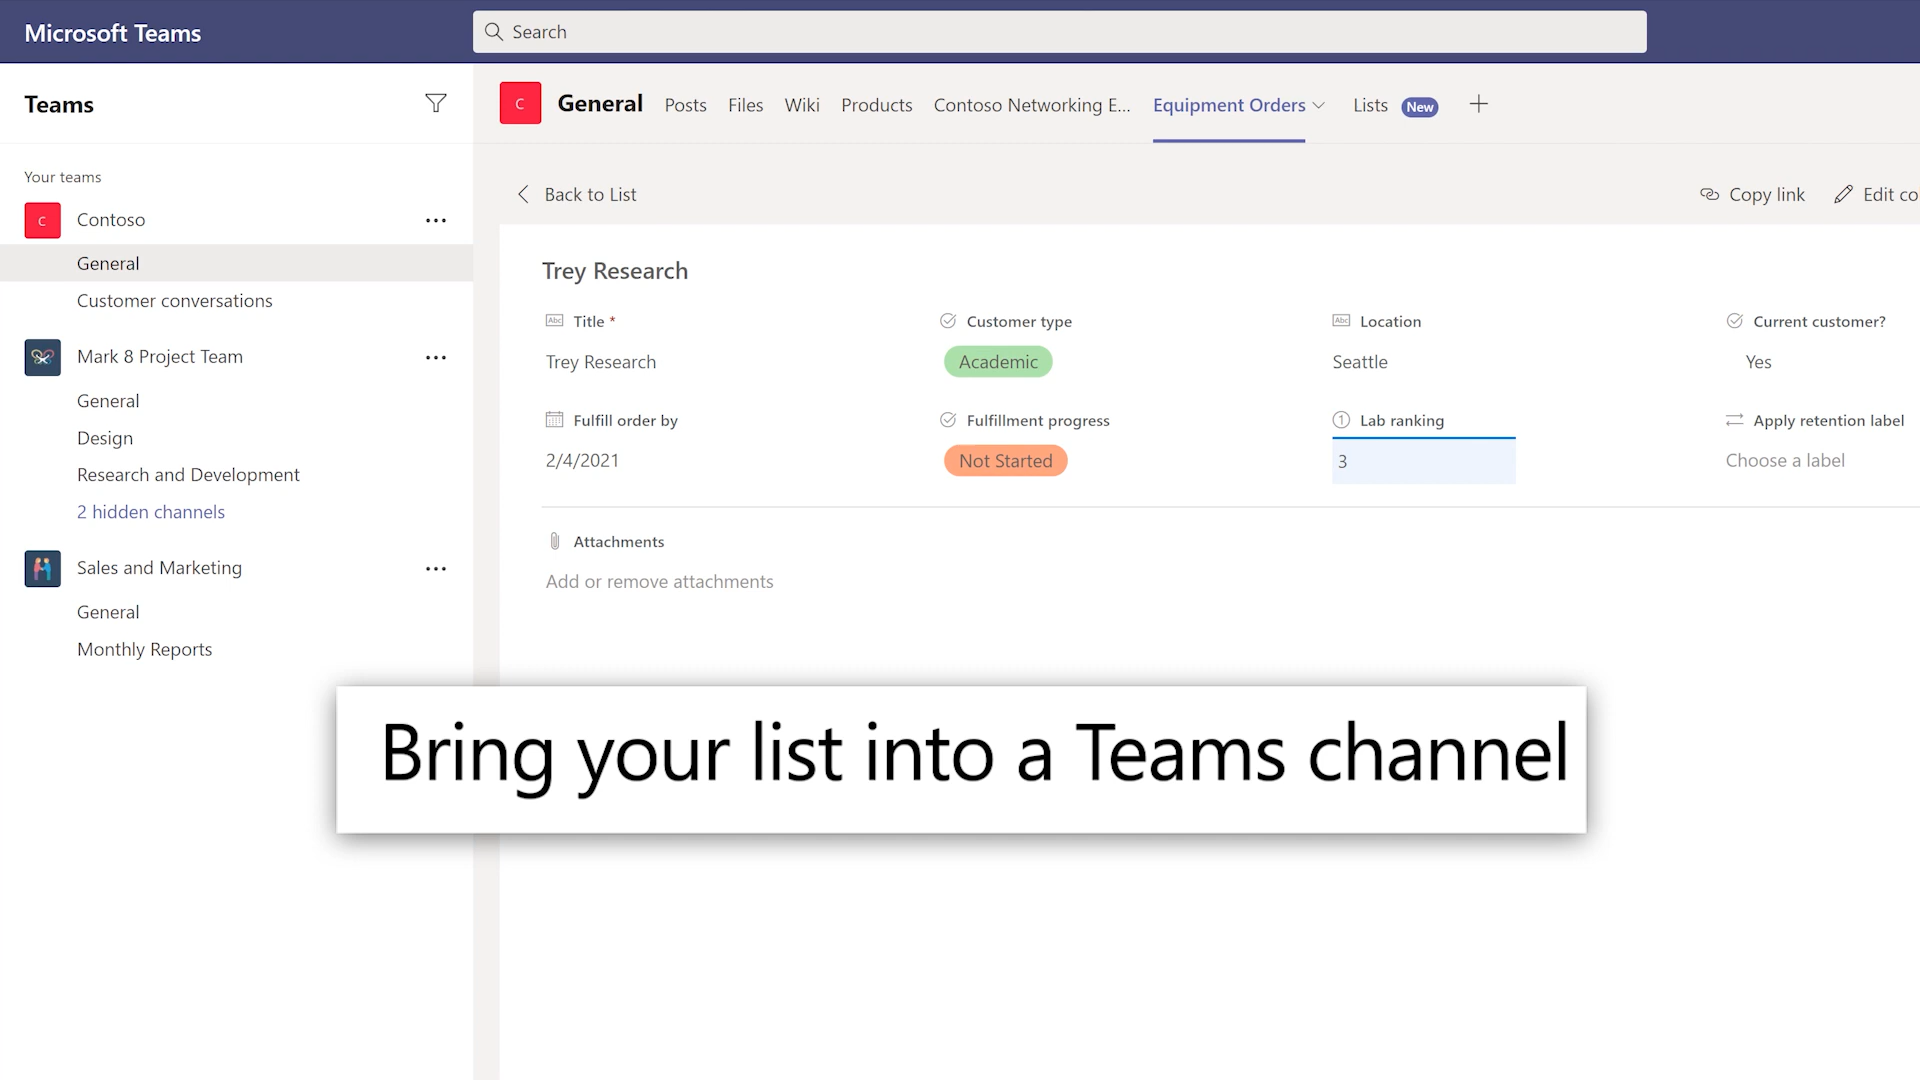 Microsoft Teams
Search
Teams
Your teams
C
Contoso
General
Customer conversations
Mark 8 Project Team
General
Design
Research and Development
2 hidden channels
Sales and Marketing
General
Monthly Reports
C
General Posts Files Wiki Products Contoso Networking E... Equipment Orders Lists New
Back to List
Copy link
Edit co
Trey Research
Abc Title * Customer type Abc Location Current customer?
Trey Research Academic Seattle Yes
Fulfill order by Fulfillment progress 1 Lab ranking Apply retention label
2/4/2021 Not Started 3 Choose a label
Attachments
Add or remove attachments
Bring your list into a Teams channel